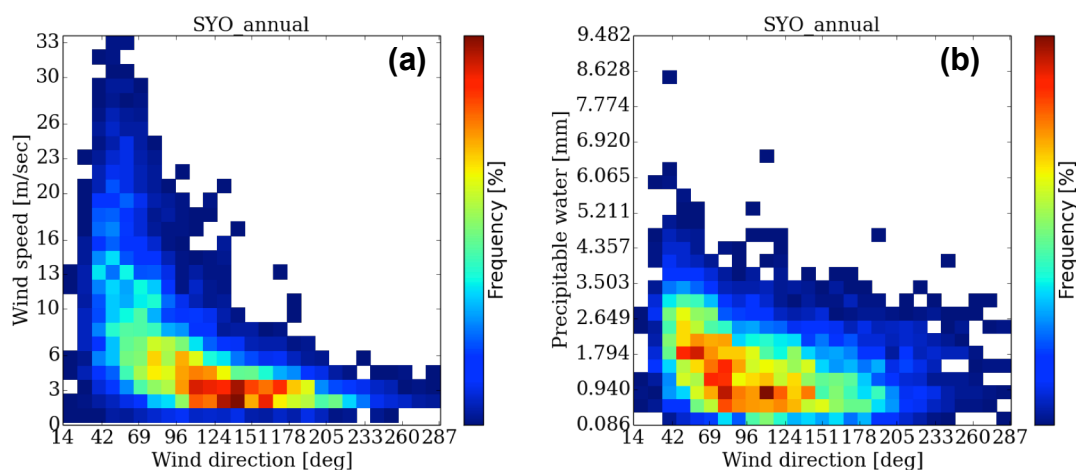 SYO_annual
(a)
33
30
26
23
20
16
13
10
6
3
0
Wind speed [m/sec]
14 42 69 96 124 151 178 205 233 260 287
Wind direction [deg]
Frequency [%]
SYO_annual
(b)
9.482
8.628
7.774
6.920
6.065
5.211
4.357
3.503
2.649
1.794
0.940
0.086
Precipitable water [mm]
14 42 69 96 124 151 178 205 233 260 287
Wind direction [deg]
Frequency [%]